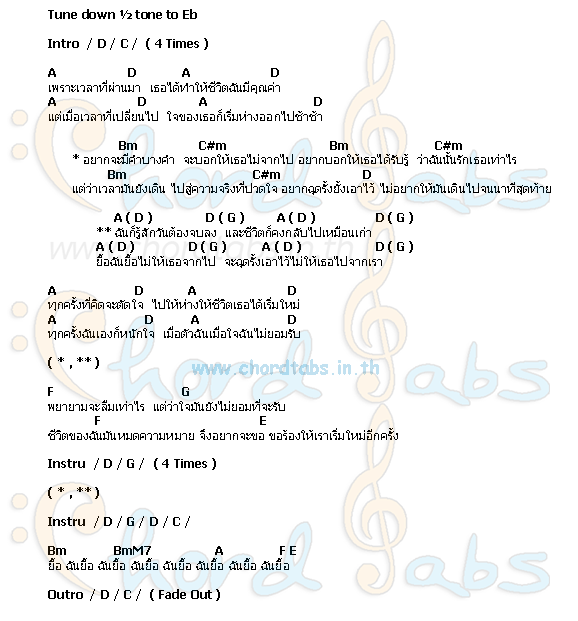 Tune down ½ tone to Eb
Intro / D / C / ( 4 Times )
A D A D
เพราะเวลาที่ผ่านมา เธอได้ทำให้ชีวิตฉันมีคุณค่า
A D A D
แต่เมื่อเวลาที่เปลี่ยนไป ใจของเธอก็เริ่มห่างออกไปช้าช้า
Bm C#m Bm C#m
* อยากจะมีคำบางคำ จะบอกให้เธอไม่จากไป อยากบอกให้เธอได้รับรู้ ว่าฉันนั้นรักเธอเท่าไร
Bm C#m D
แต่ว่าเวลามันยังเดิน ไปสู่ความจริงที่ปวดใจ อยากฉุดรั้งยั้งเอาไว้ ไม่อยากให้มันเดินไปจนนาทีสุดท้าย
A ( D ) D ( G ) A ( D ) D ( G )
** ฉันก็รู้สักวันต้องจบลง และชีวิตก็คงกลับไปเหมือนเก่า
A ( D ) D ( G ) A ( D ) D ( G )
ยื้อฉันยื้อไม่ให้เธอจากไป จะฉุดรั้งเอาไว้ไม่ให้เธอไปจากเรา
A D A D
ทุกครั้งที่คิดจะตัดใจ ไปให้ห่างให้ชีวิตเธอได้เริ่มใหม่
A D A D
ทุกครั้งฉันเองก็หนักใจ เมื่อตัวฉันเมื่อใจฉันไม่ยอมรับ
( * , ** )
www.chordtabs.in.th
F G
พยายามจะลืมเท่าไร แต่ว่าใจมันยังไม่ยอมที่จะรับ
F E
ชีวิตของฉันมันหมดความหมาย จึงอยากจะขอ ขอร้องให้เราเริ่มใหม่อีกครั้ง
Instru / D / G / ( 4 Times )
( * , ** )
Instru / D / G / D / C /
Bm BmM7 A F E
ยื้อ ฉันยื้อ ฉันยื้อ ฉันยื้อ ฉันยื้อ ฉันยื้อ ฉันยื้อ ฉันยื้อ
Outro / D / C / ( Fade Out )